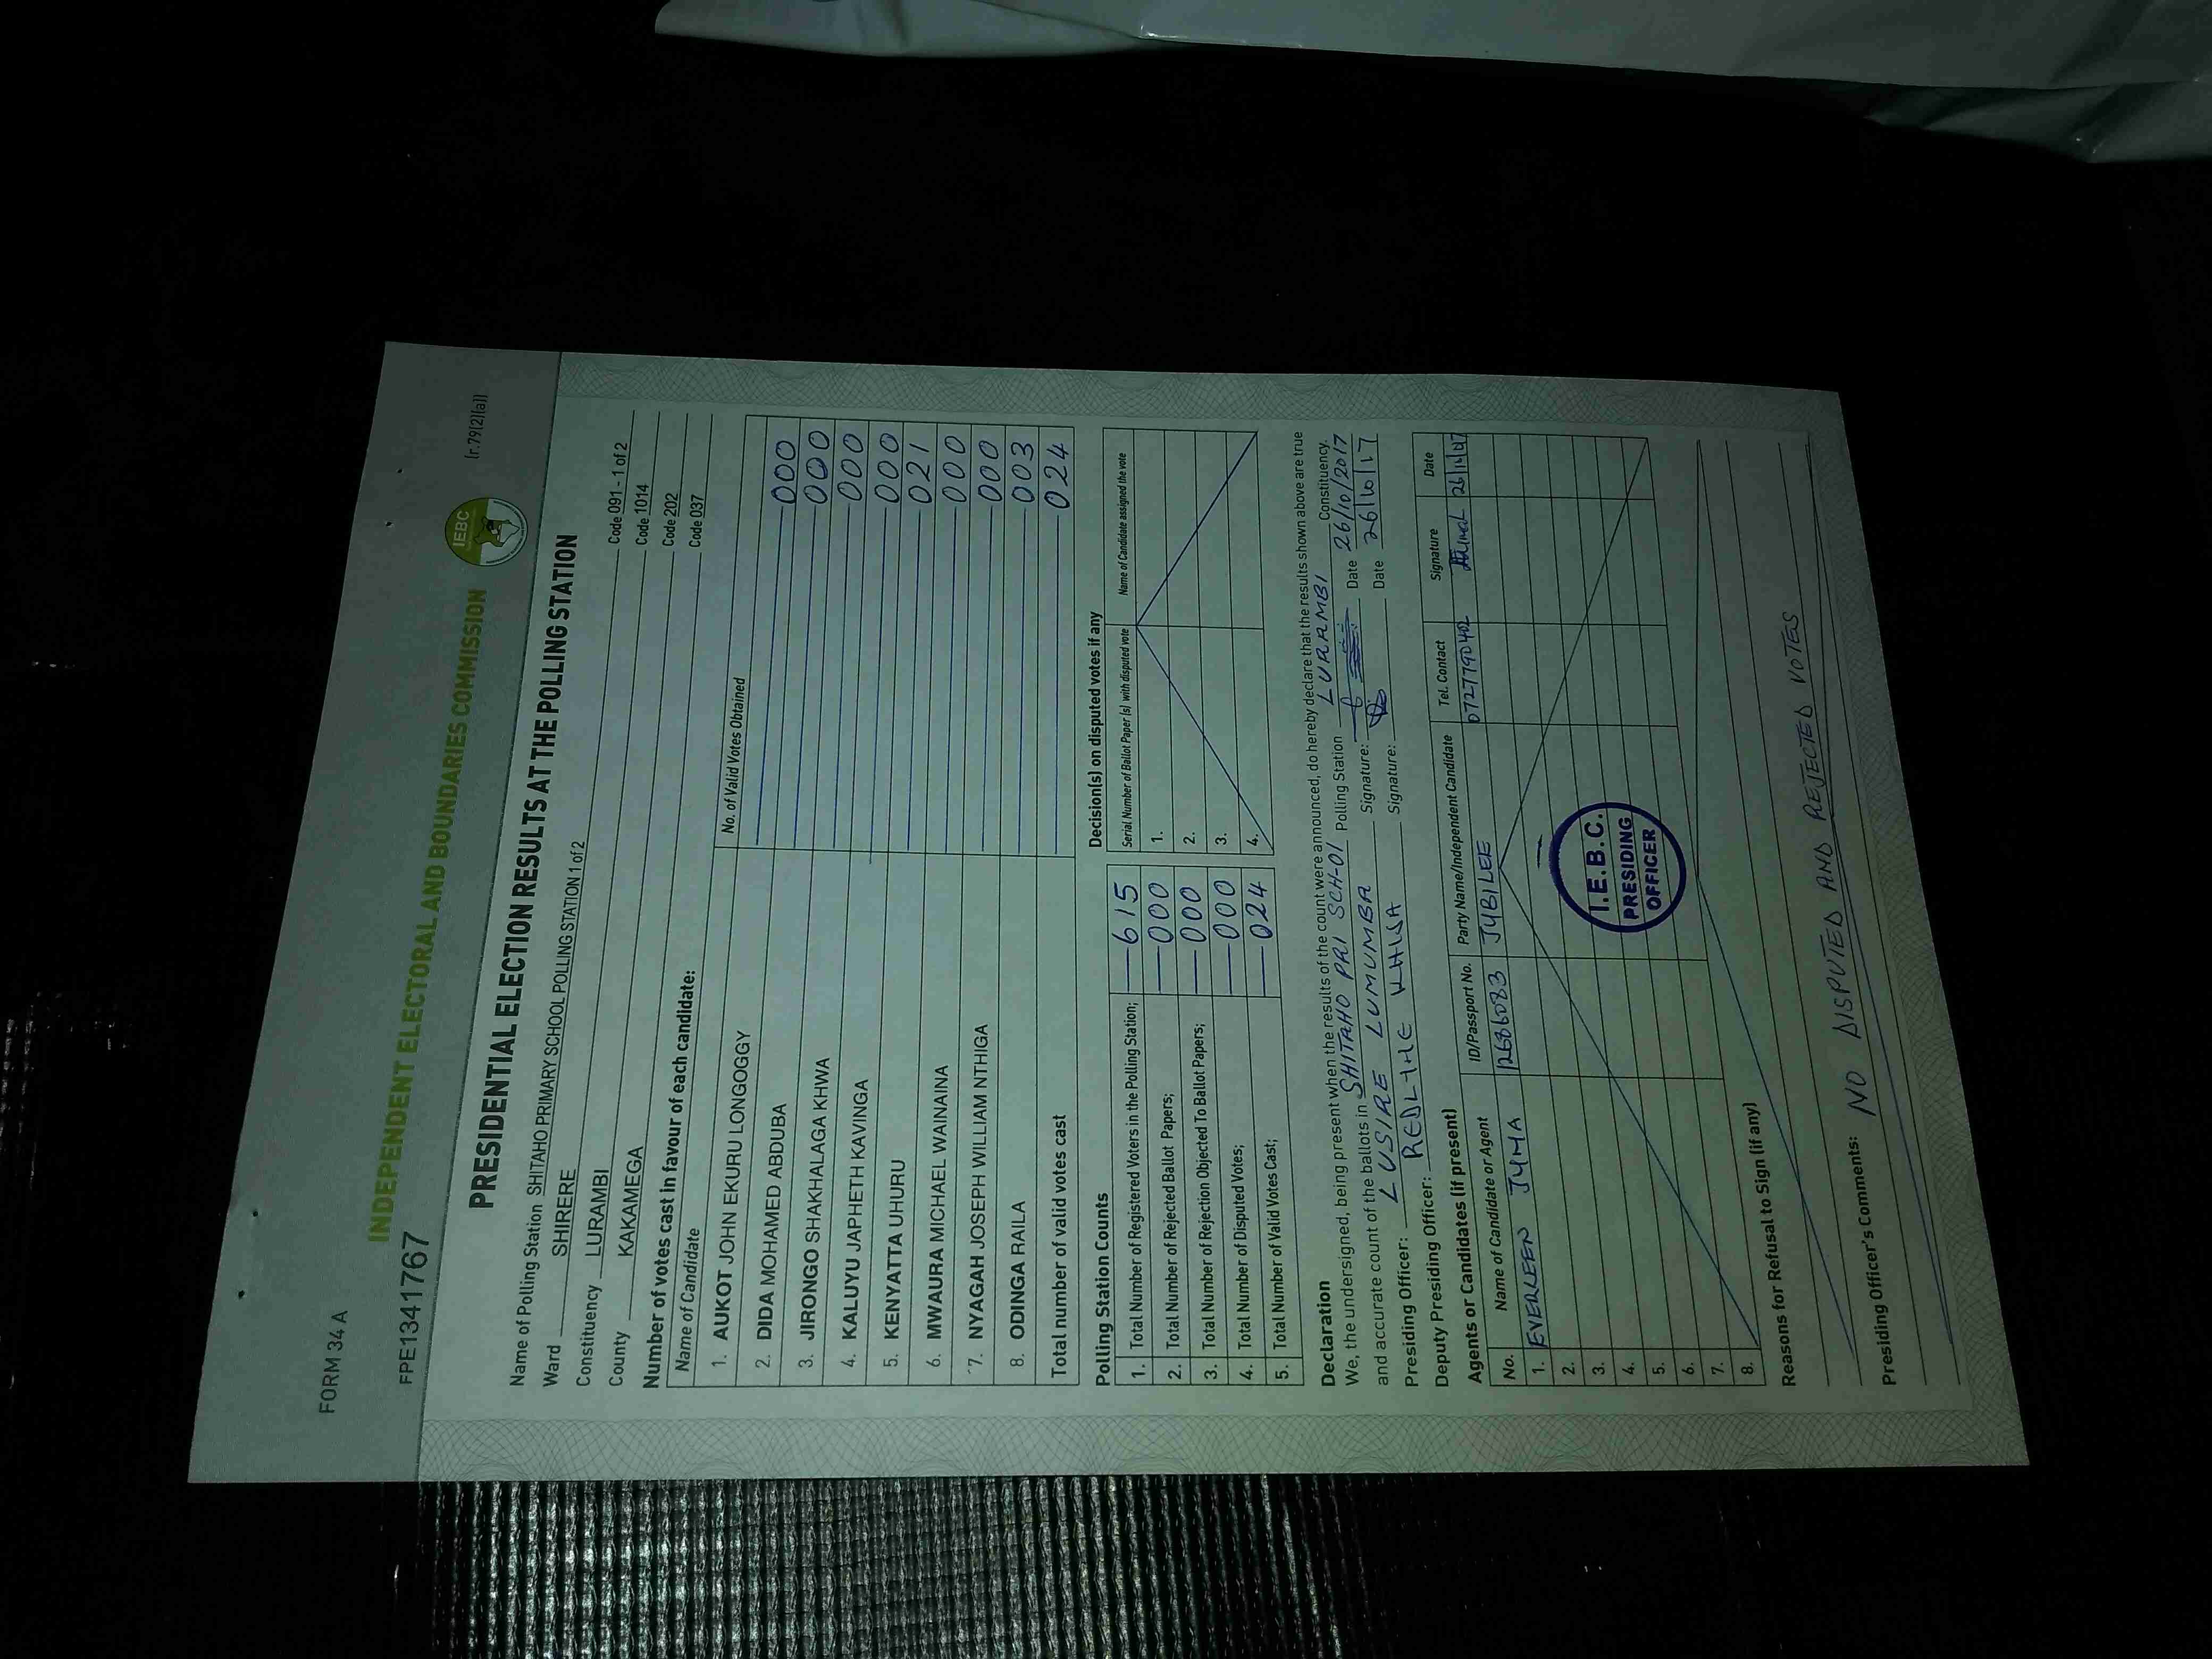 FORM 34 A
INDEPENDENT ELECTORAL AND BOUNDARIES COMMISSION
IEBC
FPE1341767
(r.79(2)(a))
PRESIDENTIAL ELECTION RESULTS AT THE POLLING STATION
Name of Polling Station SHITAHO PRIMARY SCHOOL POLLING STATION 1 of 2 Code 091 - 1 of 2
Ward SHIRERE Code 1014
Constituency LURAMBI Code 202
County KAKAMEGA Code 037
Number of votes cast in favour of each candidate:
Name of Candidate No. of Valid Votes Obtained
1. AUKOT JOHN EKURU LONGOGGY 000
2. DIDA MOHAMED ABDUBA 000
3. JIRONGO SHAKHALAGA KHWA 000
4. KALUYU JAPHETH KAVINGA 000
5. KENYATTA UHURU 021
6. MWAURA MICHAEL WAINAINA 000
7. NYAGAH JOSEPH WILLIAM NTHIGA 000
8. ODINGA RAILA 003
Total number of valid votes cast 024
Polling Station Counts
1. Total Number of Registered Voters in the Polling Station; 615
2. Total Number of Rejected Ballot Papers; 000
3. Total Number of Rejection Objected To Ballot Papers; 000
4. Total Number of Disputed Votes; 000
5. Total Number of Valid Votes Cast; 024
Decision(s) on disputed votes if any
Serial Number of Ballot Paper (s) with disputed vote Name of Candidate assigned the vote
1.
2.
3.
4.
Declaration
We, the undersigned, being present when the results of the count were announced, do hereby declare that the results shown above are true
and accurate count of the ballots in SHITAHO PRI SCH-01 Polling Station LURAMBI Constituency.
Presiding Officer: LUSIRE LUMUMBA Signature: Date 26/10/2017
Deputy Presiding Officer: KHISA Signature: Date 26/10/17
Agents or Candidates (if present)
No. Name of Candidate or Agent ID/Passport No. Party Name/Independent Candidate Tel. Contact Signature Date
1. EVERLEEN JUMA JUBILEE 0727790402
2.
3.
4.
5.
6.
7.
8.
I.E.B.C.
PRESIDING
OFFICER
Reasons for Refusal to Sign (if any)
Presiding Officer's Comments: NO DISPUTED AND REJECTED VOTES